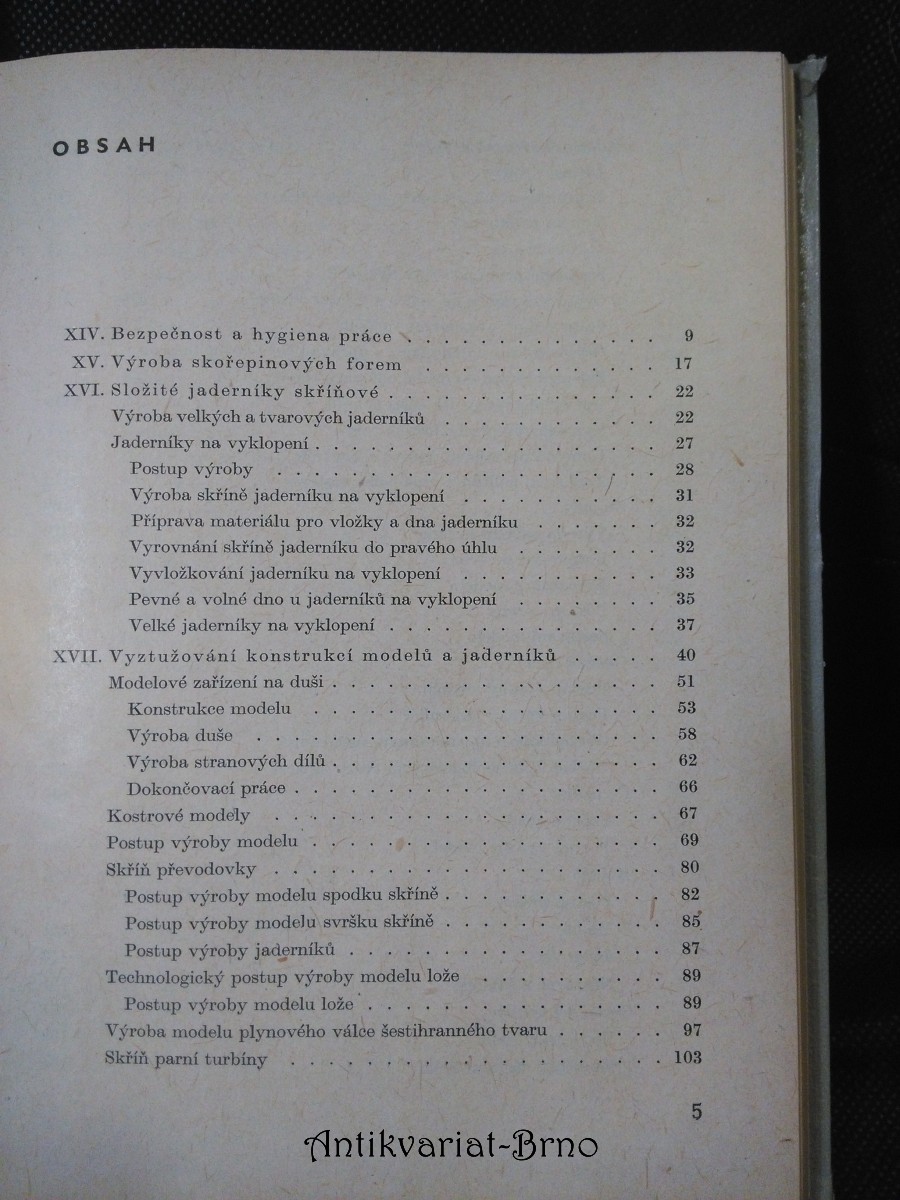 OBSAH
XIV. Bezpečnost a hygiena práce . . . . . . . . . . . . . . 9
XV. Výroba skořepinových forem . . . . . . . . . . . . . 17
XVI. Složité jaderníky skříňové . . . . . . . . . . . . . . . 22
Výroba velkých a tvarových jaderníků . . . . . . . . . . . . 22
Jaderníky na vyklopení . . . . . . . . . . . . . . . . . . 27
Postup výroby . . . . . . . . . . . . . . . . . . . . 28
Výroba skříně jaderníku na vyklopení . . . . . . . . . . . 31
Příprava materiálu pro vložky a dna jaderníku . . . . . . . 32
Vyrovnání skříně jaderníku do pravého úhlu . . . . . . . . 32
Vyvložkování jaderníku na vyklopení . . . . . . . . . . . 33
Pevné a volné dno u jaderníků na vyklopení . . . . . . . . 35
Velké jaderníky na vyklopení . . . . . . . . . . . . . . 37
XVII. Vyztužování konstrukcí modelů a jaderníků . . . . . 40
Modelové zařízení na duši . . . . . . . . . . . . . . . . . 51
Konstrukce modelu . . . . . . . . . . . . . . . . . . 53
Výroba duše . . . . . . . . . . . . . . . . . . . . 58
Výroba stranových dílů . . . . . . . . . . . . . . . . . 62
Dokončovací práce . . . . . . . . . . . . . . . . . . . 66
Kostrové modely . . . . . . . . . . . . . . . . . . . . 67
Postup výroby modelu . . . . . . . . . . . . . . . . . . 69
Skříň převodovky . . . . . . . . . . . . . . . . . . . . 80
Postup výroby modelu spodku skříně . . . . . . . . . . . . 82
Postup výroby modelu svršku skříně . . . . . . . . . . . . 85
Postup výroby jaderníků . . . . . . . . . . . . . . . . 87
Technologický postup výroby modelu lože . . . . . . . . . . 89
Postup výroby modelu lože . . . . . . . . . . . . . . . 89
Výroba modelu plynového válce šestihranného tvaru . . . . . . 97
Skříň parní turbíny . . . . . . . . . . . . . . . . . . . 103
5
Antikvariat-Brno